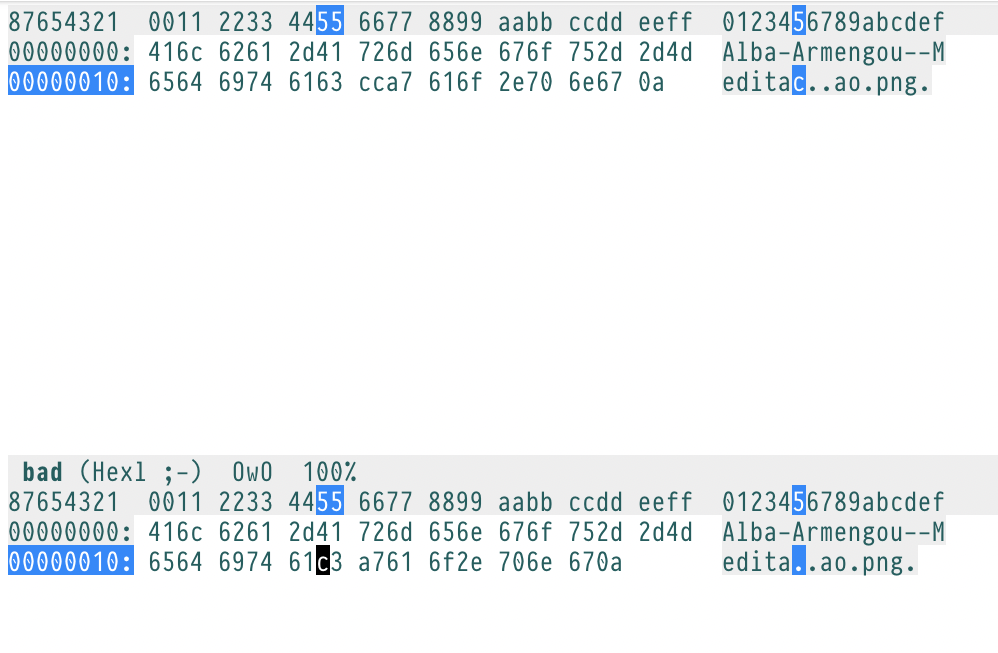 87654321  0011 2233 4455 6677 8899 aabb ccdd eeff  0123456789abcdef
00000000: 416c 6261 2d41 726d 656e 676f 752d 2d4d  Alba-Armengou--M
00000010: 6564 6974 6163 cca7 616f 2e70 6e67 0a    editac..ao.png.
bad (Hexl ;-)  OwO  100%
87654321  0011 2233 4455 6677 8899 aabb ccdd eeff  0123456789abcdef
00000000: 416c 6261 2d41 726d 656e 676f 752d 2d4d  Alba-Armengou--M
00000010: 6564 6974 61c3 a761 6f2e 706e 670a       edita..ao.png.